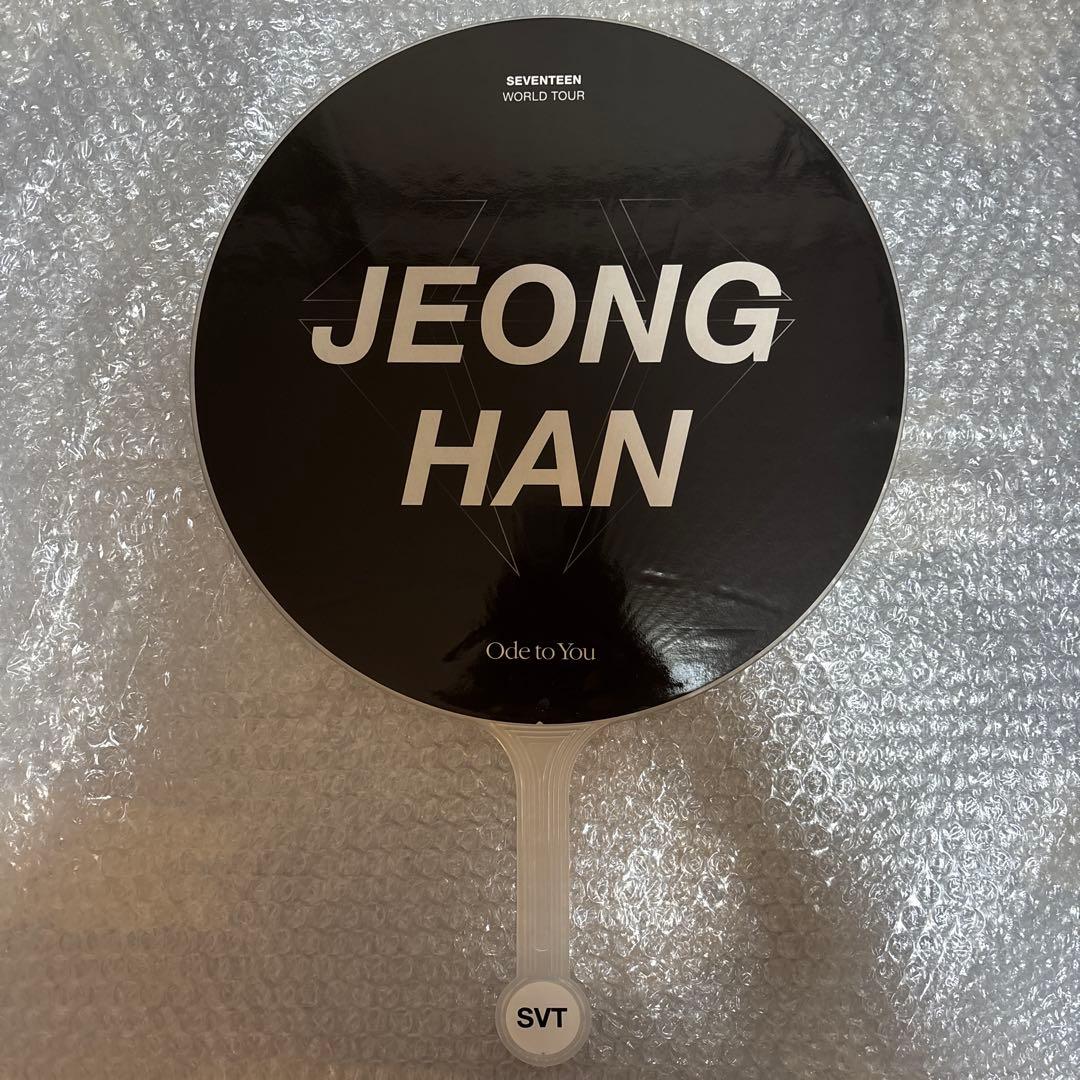 SEVENTEEN
WORLD TOUR
JEONG
HAN
Ode to You
SVT